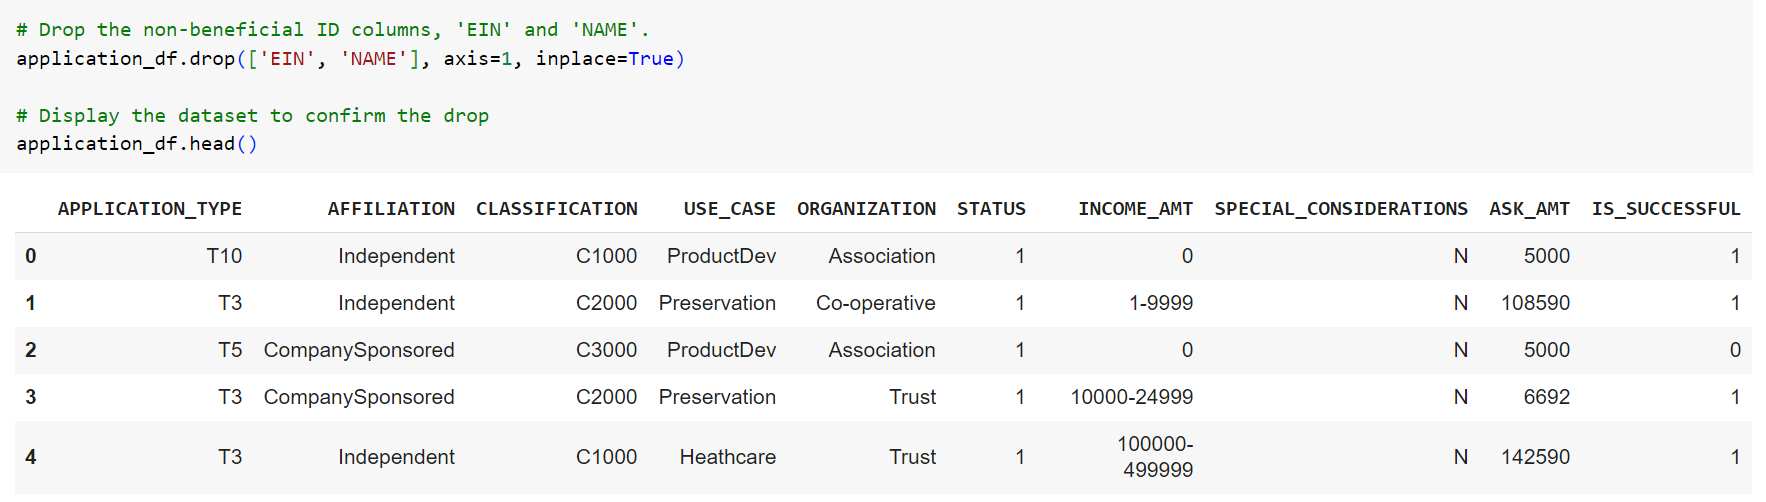 # Drop the non-beneficial ID columns, 'EIN' and 'NAME'.
application_df.drop(['EIN', 'NAME'], axis=1, inplace=True)
# Display the dataset to confirm the drop
application_df.head()
APPLICATION_TYPE AFFILIATION CLASSIFICATION USE_CASE ORGANIZATION STATUS INCOME_AMT SPECIAL_CONSIDERATIONS ASK_AMT IS_SUCCESSFUL
0 T10 Independent C1000 ProductDev Association 1 0 N 5000 1
1 T3 Independent C2000 Preservation Co-operative 1 1-9999 N 108590 1
2 T5 CompanySponsored C3000 ProductDev Association 1 0 N 5000 0
3 T3 CompanySponsored C2000 Preservation Trust 1 10000-24999 N 6692 1
4 T3 Independent C1000 Heathcare Trust 1 100000-
499999 N 142590 1